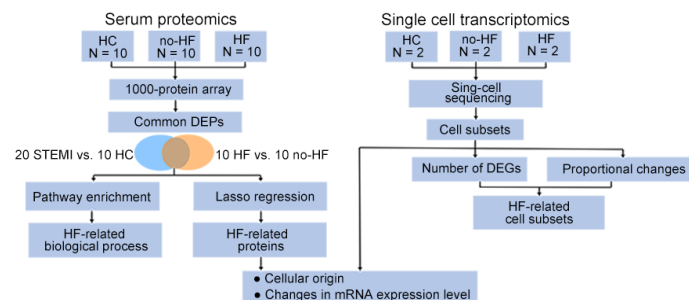 Serum proteomics
HC
N = 10
no-HF
N = 10
HF
N = 10
1000-protein array
Common DEPs
20 STEMI vs. 10 HC
10 HF vs. 10 no-HF
Pathway enrichment
Lasso regression
HF-related
biological process
HF-related
proteins
Single cell transcriptomics
HC
N = 2
no-HF
N = 2
HF
N = 2
Sing-cell
sequencing
Cell subsets
Number of DEGs
Proportional changes
HF-related
cell subsets
● Cellular origin
● Changes in mRNA expression level